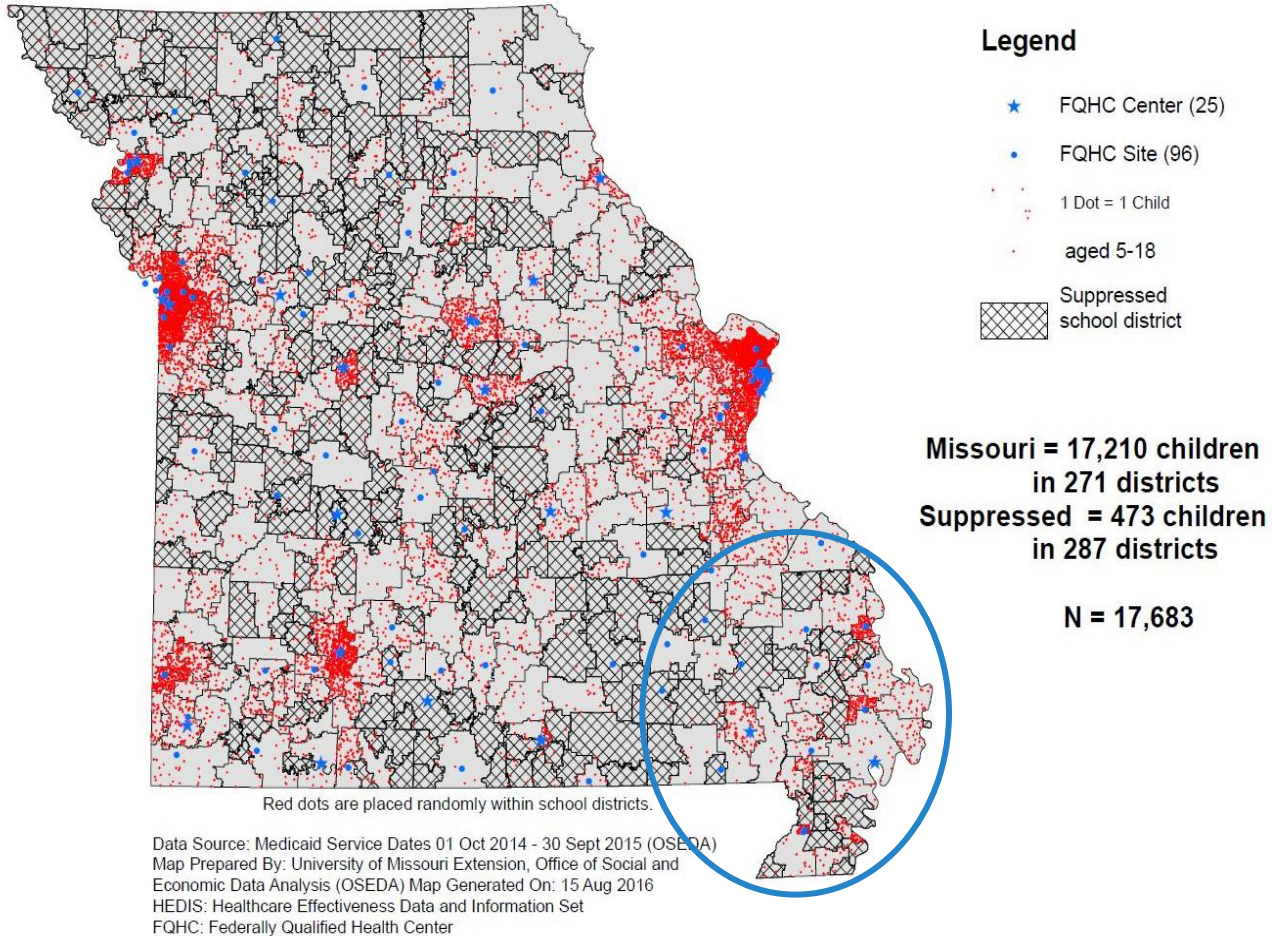 Legend
FQHC Center (25)
FQHC Site (96)
1 Dot = 1 Child
aged 5-18
Suppressed
school district
Missouri = 17,210 children
in 271 districts
Suppressed = 473 children
in 287 districts
N = 17,683
Red dots are placed randomly within school districts.
Data Source: Medicaid Service Dates 01 Oct 2014 - 30 Sept 2015 (OSEDA)
Map Prepared By: University of Missouri Extension, Office of Social and
Economic Data Analysis (OSEDA) Map Generated On: 15 Aug 2016
HEDIS: Healthcare Effectiveness Data and Information Set
FQHC: Federally Qualified Health Center